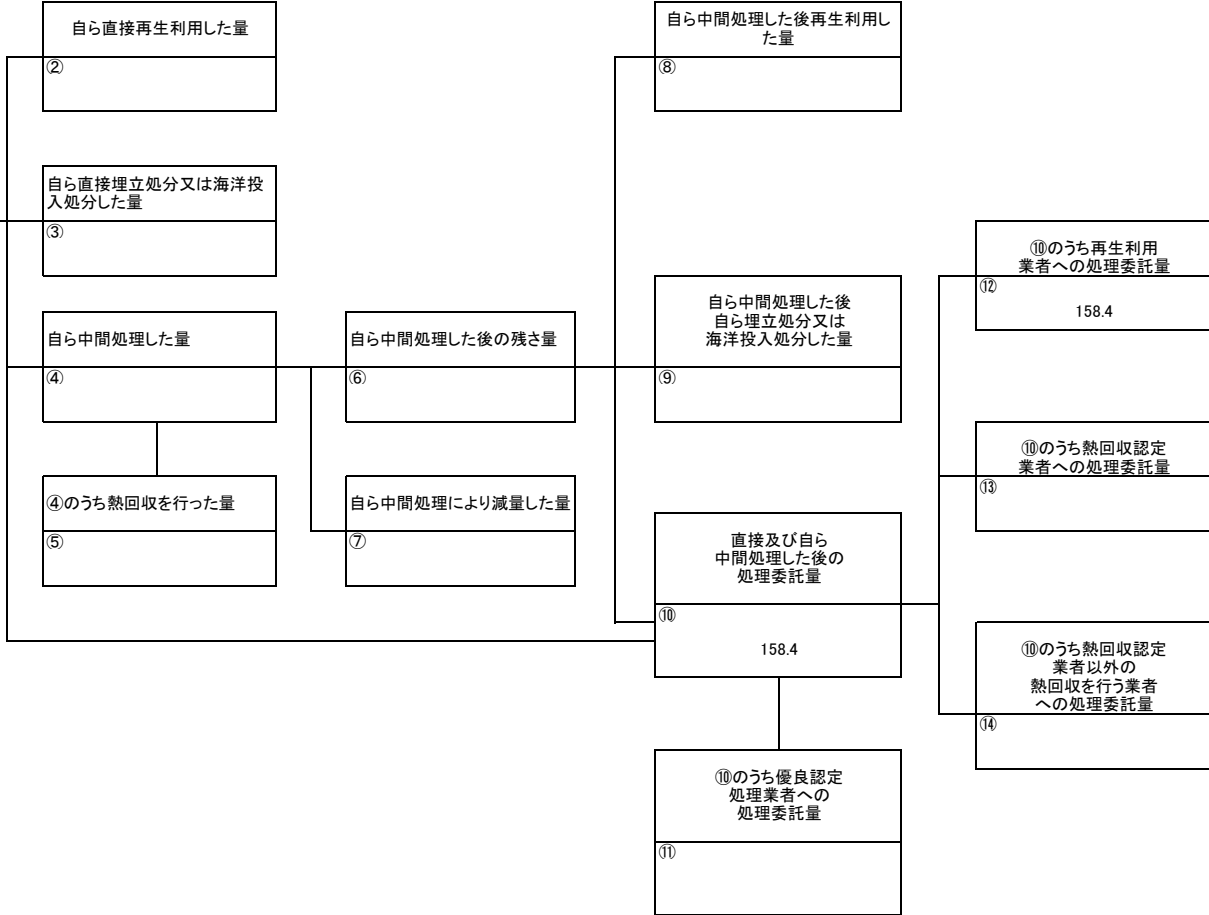 自ら直接再生利用した量
②
自ら直接埋立処分又は海洋投
入処分した量
③
自ら中間処理した量
④
④のうち熱回収を行った量
⑤
自ら中間処理した後の残さ量
⑥
自ら中間処理により減量した量
⑦
自ら中間処理した後再生利用し
た量
⑧
自ら中間処理した後
自ら埋立処分又は
海洋投入処分した量
⑨
直接及び自ら
中間処理した後の
処理委託量
⑩
158.4
⑩のうち優良認定
処理業者への
処理委託量
⑪
⑩のうち再生利用
業者への処理委託量
⑫
158.4
⑩のうち熱回収認定
業者への処理委託量
⑬
⑩のうち熱回収認定
業者以外の
熱回収を行う業者
への処理委託量
⑭